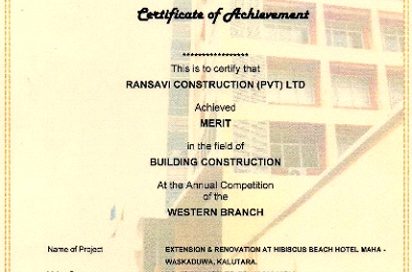 Certificate of Achievement
*****************
This is to certify that
RANSAVI CONSTRUCTION (PVT) LTD
Achieved
MERIT
in the field of
BUILDING CONSTRUCTION
At the Annual Competition
of the
WESTERN BRANCH
Name of Project EXTENSION & RENOVATION AT HIBISCUS BEACH HOTEL MAHA -
WASKADUWA, KALUTARA.